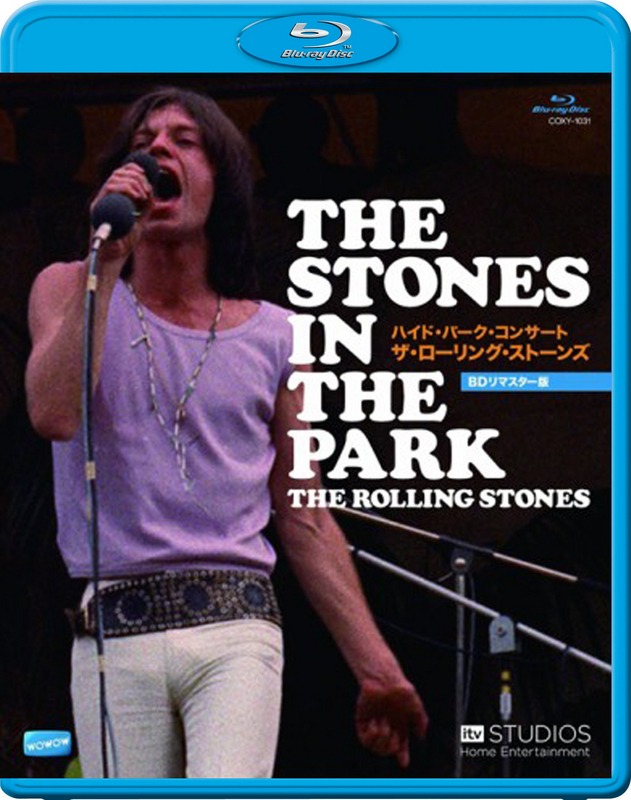 Blu-ray Disc™
Blu-ray Disc
COXY-1031
THE
STONES
IN
ハイド・パーク・コンサート
ザ・ローリング・ストーンズ
BDリマスター版
THE
PARK
THE ROLLING STONES
WOWOW
itv STUDIOS
Home Entertainment